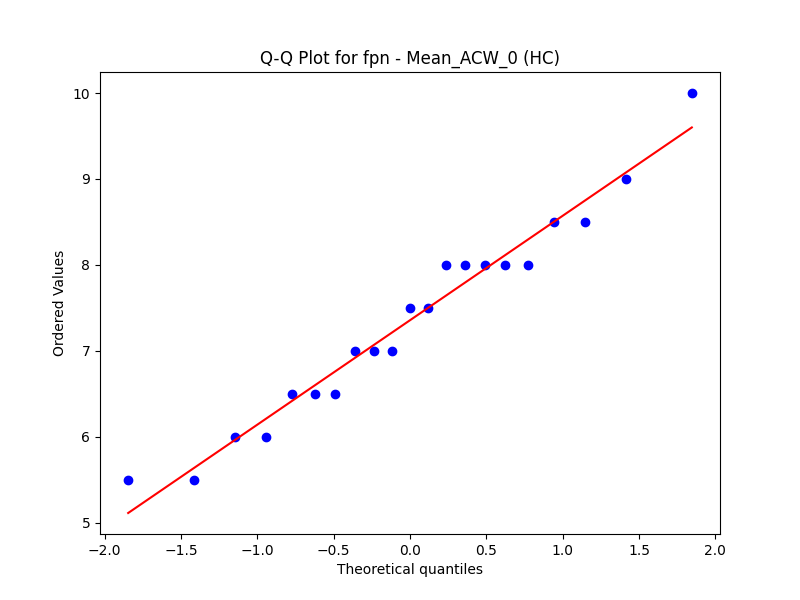 Q-Q Plot for fpn - Mean_ACW_0 (HC)
10
9
8
7
6
5
Ordered Values
−2.0 −1.5 −1.0 −0.5 0.0 0.5 1.0 1.5 2.0
Theoretical quantiles